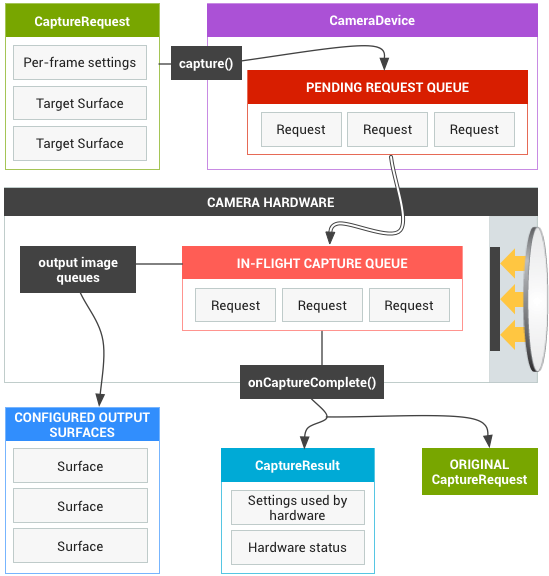 CaptureRequest
Per-frame settings
Target Surface
Target Surface
capture()
CameraDevice
PENDING REQUEST QUEUE
Request
Request
Request
CAMERA HARDWARE
output image
queues
IN-FLIGHT CAPTURE QUEUE
Request
Request
Request
onCaptureComplete()
CONFIGURED OUTPUT
SURFACES
Surface
Surface
Surface
CaptureResult
Settings used by
hardware
Hardware status
ORIGINAL
CaptureRequest